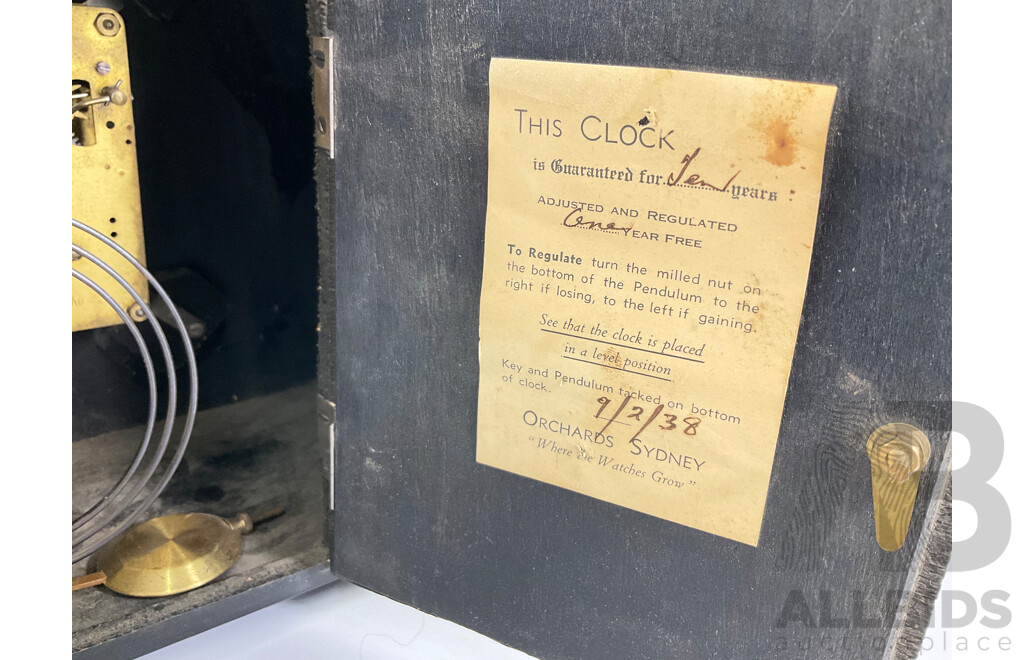 THIS CLOCK
is Guaranteed for Ten years :
ADJUSTED AND REGULATED
One YEAR FREE
To Regulate turn the milled nut on
the bottom of the Pendulum to the
right if losing, to the left if gaining.
See that the clock is placed
in a level position
Key and Pendulum tacked on bottom
of clock.
9/2/38
ORCHARDS SYDNEY
"Where the Watches Grow"
B
ALLBIDS
auctionplace